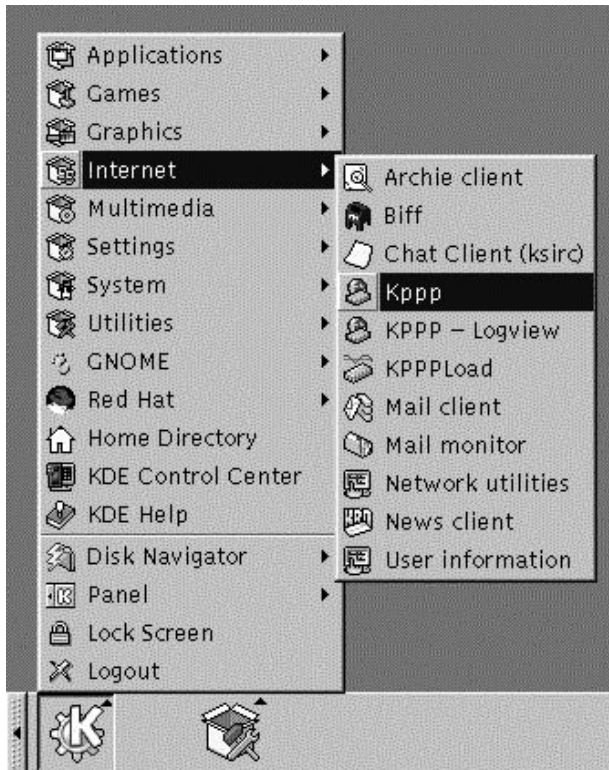 Applications
Games
Graphics
Internet
Multimedia
Settings
System
Utilities
GNOME
Red Hat
Home Directory
KDE Control Center
KDE Help
Disk Navigator
Panel
Lock Screen
Logout
Archie client
Biff
Chat Client (ksirc)
Kppp
KPPP – Logview
KPPPLoad
Mail client
Mail monitor
Network utilities
News client
User information
K